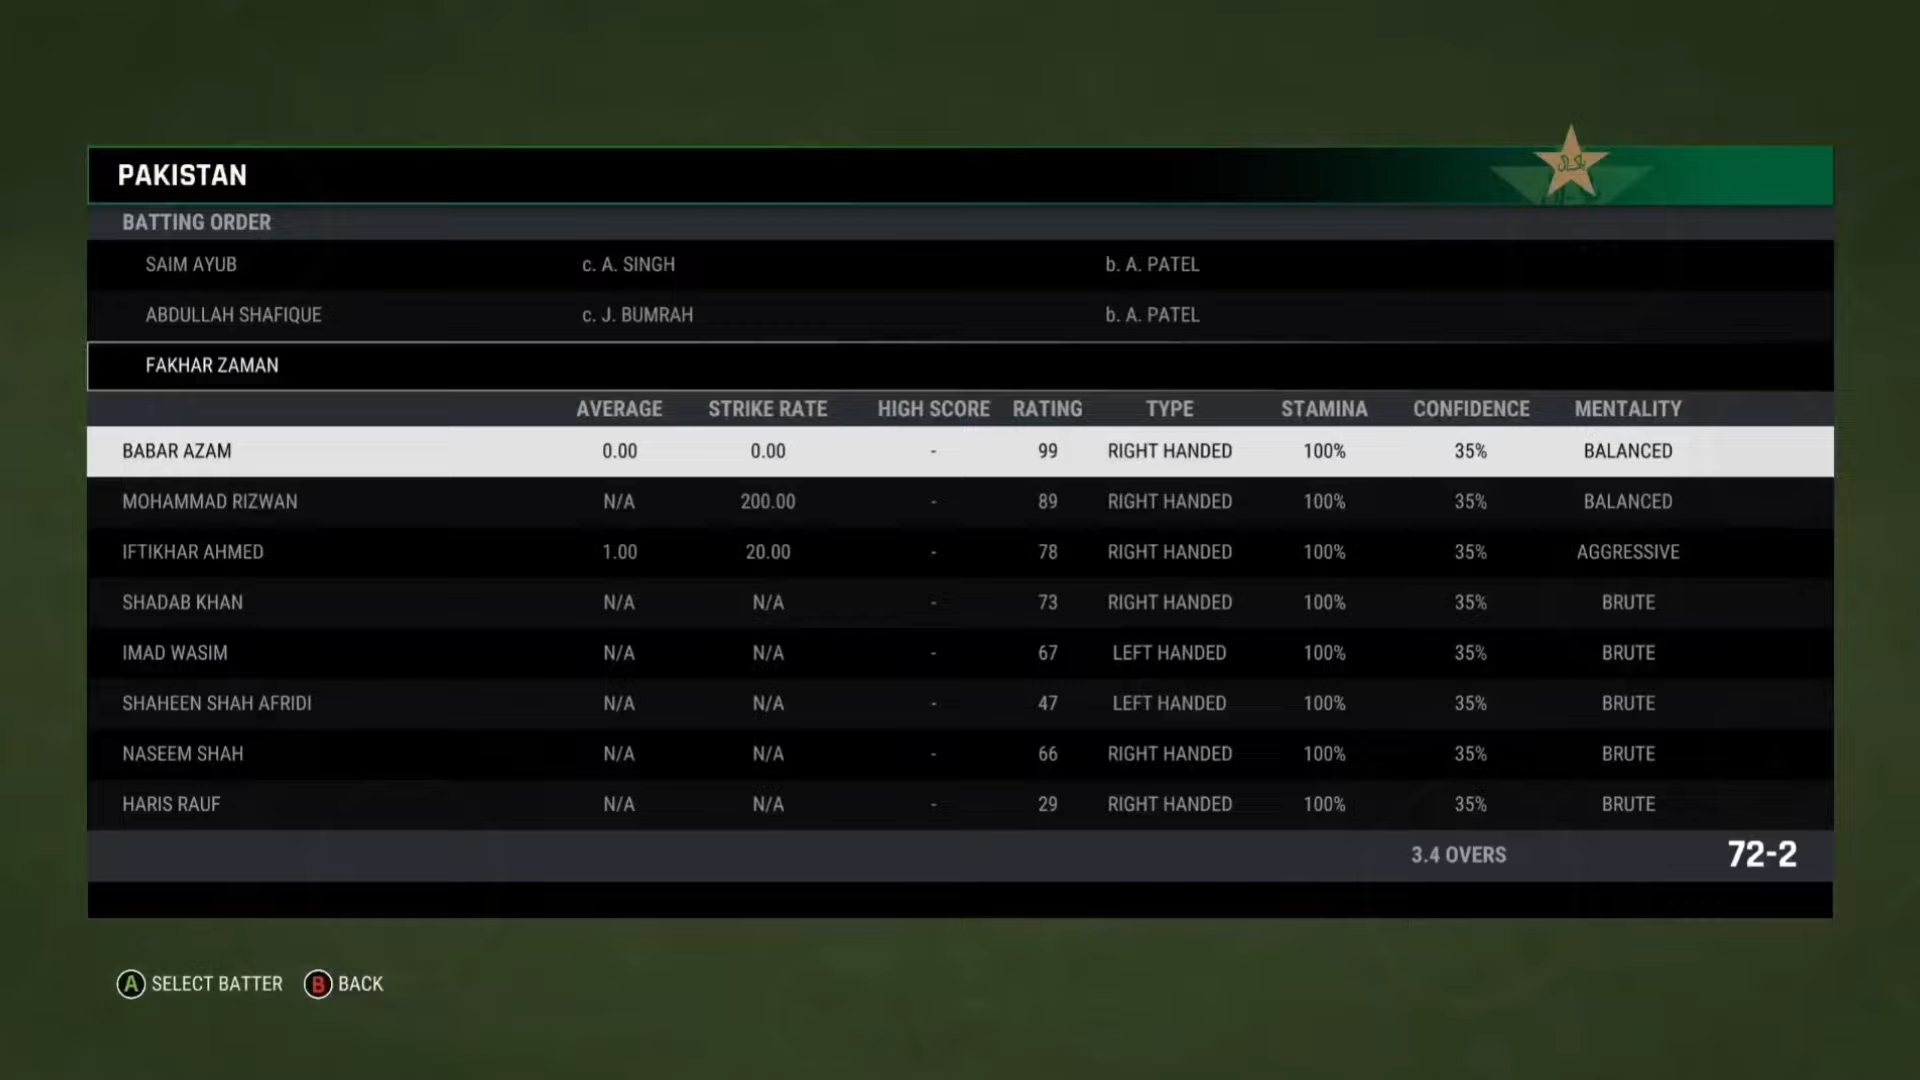 PAKISTAN
BATTING ORDER
SAIM AYUB c. A. SINGH b. A. PATEL
ABDULLAH SHAFIQUE c. J. BUMRAH b. A. PATEL
FAKHAR ZAMAN
AVERAGE STRIKE RATE HIGH SCORE RATING TYPE STAMINA CONFIDENCE MENTALITY
BABAR AZAM 0.00 0.00 - 99 RIGHT HANDED 100% 35% BALANCED
MOHAMMAD RIZWAN N/A 200.00 - 89 RIGHT HANDED 100% 35% BALANCED
IFTIKHAR AHMED 1.00 20.00 - 78 RIGHT HANDED 100% 35% AGGRESSIVE
SHADAB KHAN N/A N/A - 73 RIGHT HANDED 100% 35% BRUTE
IMAD WASIM N/A N/A - 67 LEFT HANDED 100% 35% BRUTE
SHAHEEN SHAH AFRIDI N/A N/A - 47 LEFT HANDED 100% 35% BRUTE
NASEEM SHAH N/A N/A - 66 RIGHT HANDED 100% 35% BRUTE
HARIS RAUF N/A N/A - 29 RIGHT HANDED 100% 35% BRUTE
3.4 OVERS 72-2
A SELECT BATTER B BACK